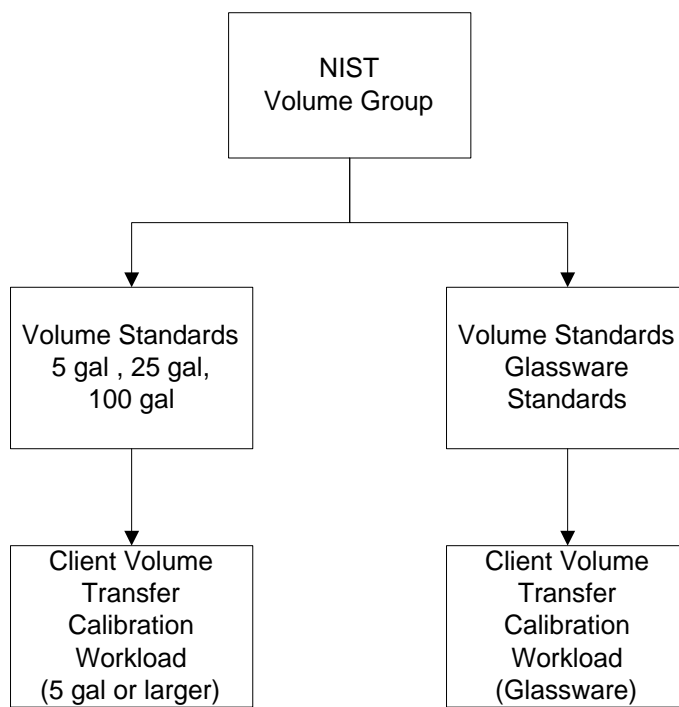 NIST
Volume Group
Volume Standards
5 gal , 25 gal,
100 gal
Volume Standards
Glassware
Standards
Client Volume
Transfer
Calibration
Workload
(5 gal or larger)
Client Volume
Transfer
Calibration
Workload
(Glassware)